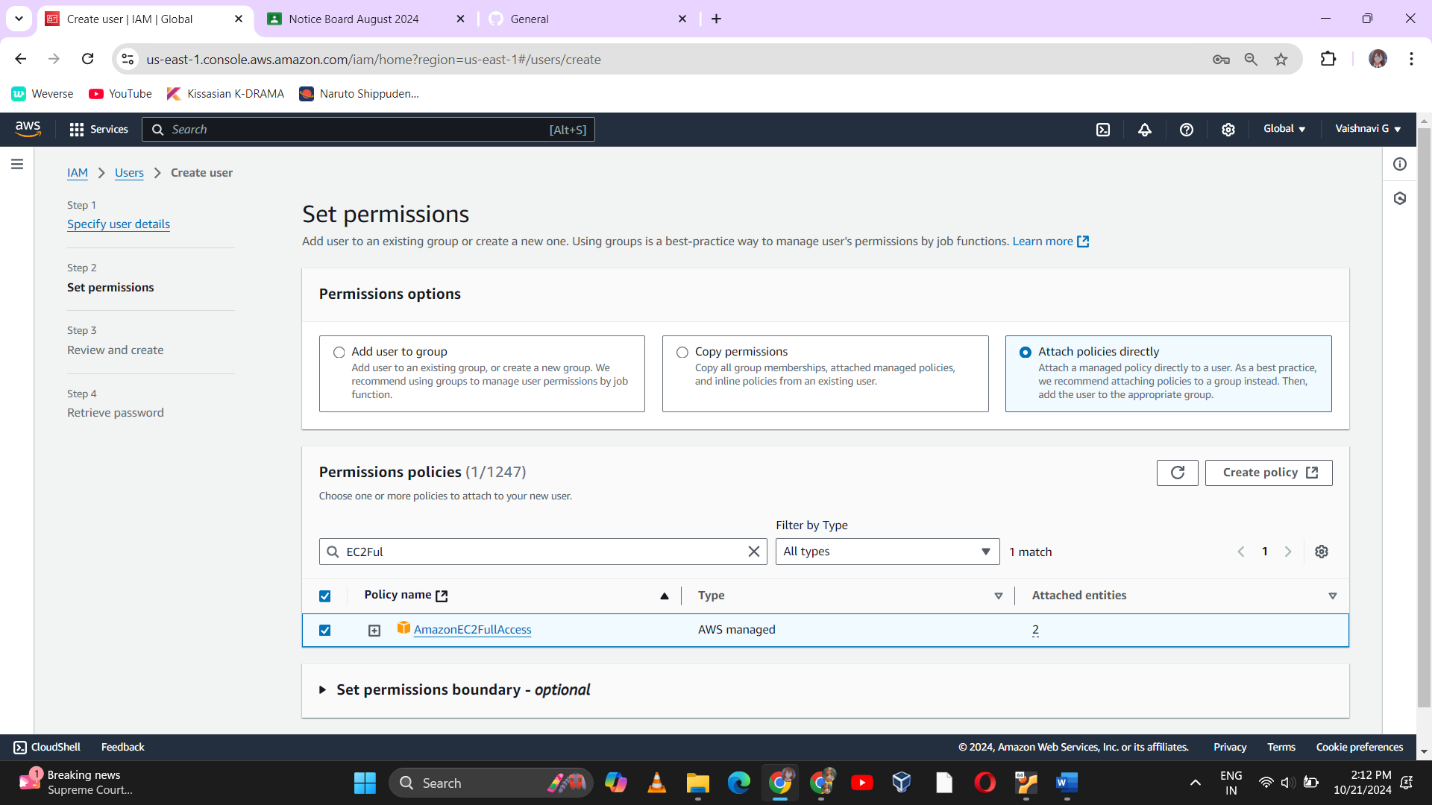 Create user | IAM | Global
Notice Board August 2024
General
us-east-1.console.aws.amazon.com/iam/home?region=us-east-1#/users/create
Weverse
YouTube
Kissasian K-DRAMA
Naruto Shippuden...
aws
Services
Search
[Alt+S]
Global
Vaishnavi G
IAM
Users
Create user
Step 1
Specify user details
Step 2
Set permissions
Step 3
Review and create
Step 4
Retrieve password
Set permissions
Add user to an existing group or create a new one. Using groups is a best-practice way to manage user's permissions by job functions. Learn more
Permissions options
Add user to group
Add user to an existing group, or create a new group. We
recommend using groups to manage user permissions by job
function.
Copy permissions
Copy all group memberships, attached managed policies,
and inline policies from an existing user.
Attach policies directly
Attach a managed policy directly to a user. As a best practice,
we recommend attaching policies to a group instead. Then,
add the user to the appropriate group.
Permissions policies (1/1247)
Create policy
Choose one or more policies to attach to your new user.
Filter by Type
EC2Ful
All types
1 match
1
Policy name
Type
Attached entities
AmazonEC2FullAccess
AWS managed
2
Set permissions boundary - optional
CloudShell
Feedback
© 2024, Amazon Web Services, Inc. or its affiliates.
Privacy
Terms
Cookie preferences
1
Breaking news
Supreme Court...
Search
ENG
IN
2:12 PM
10/21/2024